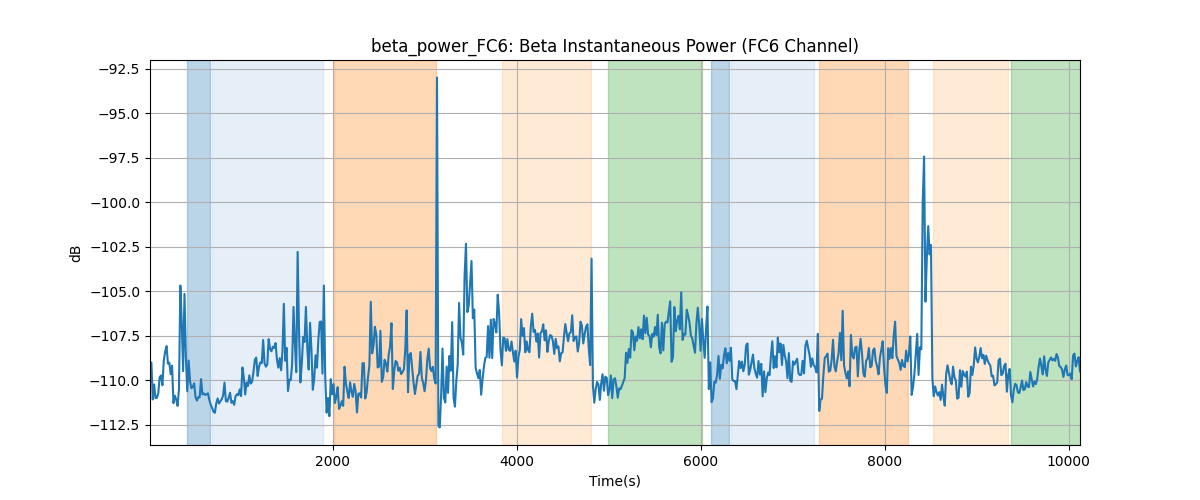 beta_power_FC6: Beta Instantaneous Power (FC6 Channel)
−92.5
−95.0
−97.5
−100.0
−102.5
−105.0
−107.5
−110.0
−112.5
dB
2000 4000 6000 8000 10000
Time(s)